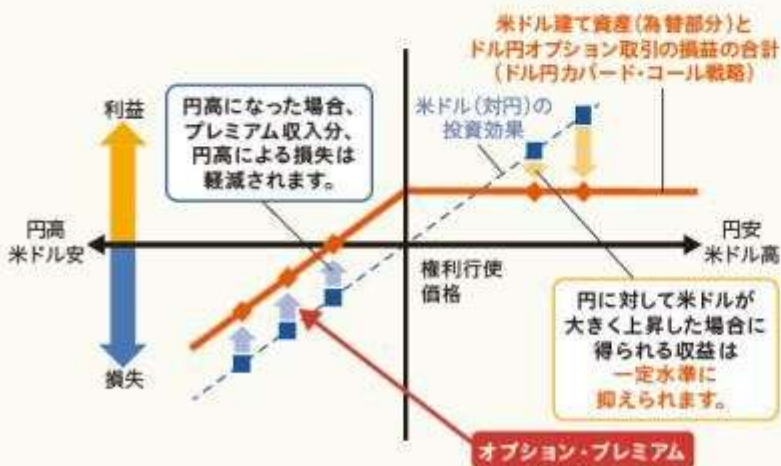 米ドル建て資産(為替部分)と
ドル円オプション取引の損益の合計
(ドル円カバード・コール戦略)
利益
円高になった場合、
プレミアム収入分、
円高による損失は
軽減されます。
米ドル(対円)の
投資効果
円高
米ドル安
円安
米ドル高
権利行使
価格
円に対して米ドルが
大きく上昇した場合に
得られる収益は
一定水準に
抑えられます。
損失
オプション・プレミアム